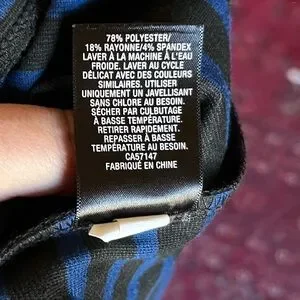 78% POLYESTER/
18% RAYONNE/4% SPANDEX
LAVER À LA MACHINE À L'EAU
FROIDE. LAVER AU CYCLE
DÉLICAT AVEC DES COULEURS
SIMILAIRES. UTILISER
UNIQUEMENT UN JAVELLISANT
SANS CHLORE AU BESOIN.
SÉCHER PAR CULBUTAGE
À BASSE TEMPÉRATURE.
RETIRER RAPIDEMENT.
REPASSER À BASSE
TEMPÉRATURE AU BESOIN.
CA57147
FABRIQUÉ EN CHINE